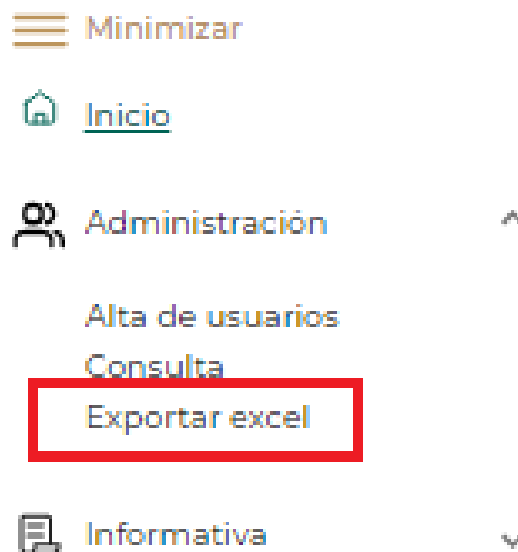 Minimizar
Inicio
Administración
Alta de usuarios
Consulta
Exportar excel
Informativa